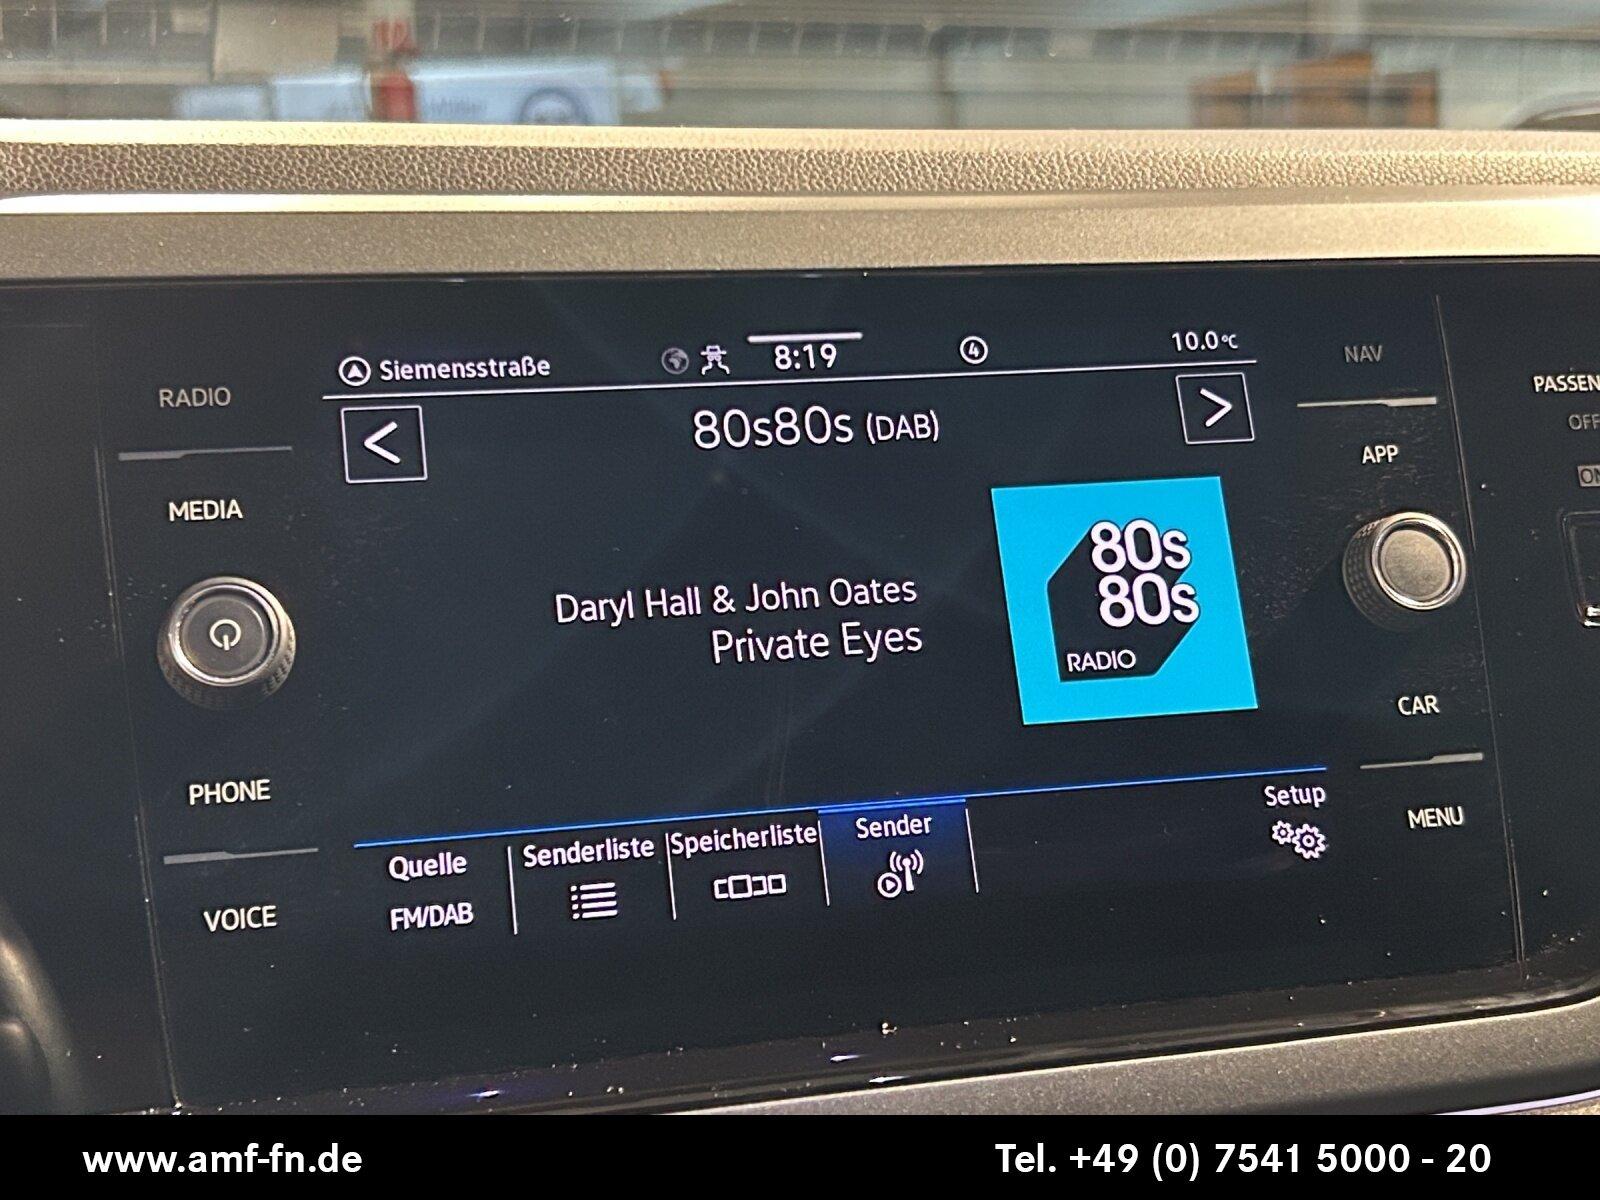 Siemensstraße
8:19
4
10.0°C
RADIO
MEDIA
PHONE
VOICE
< 80s80s (DAB) >
Daryl Hall & John Oates
Private Eyes
80s
80s
RADIO
Quelle
FM/DAB
Senderliste
Speicherliste
Sender
Setup
NAV
APP
CAR
MENU
PASSEN
OFF
ON
www.amf-fn.de
Tel. +49 (0) 7541 5000 - 20